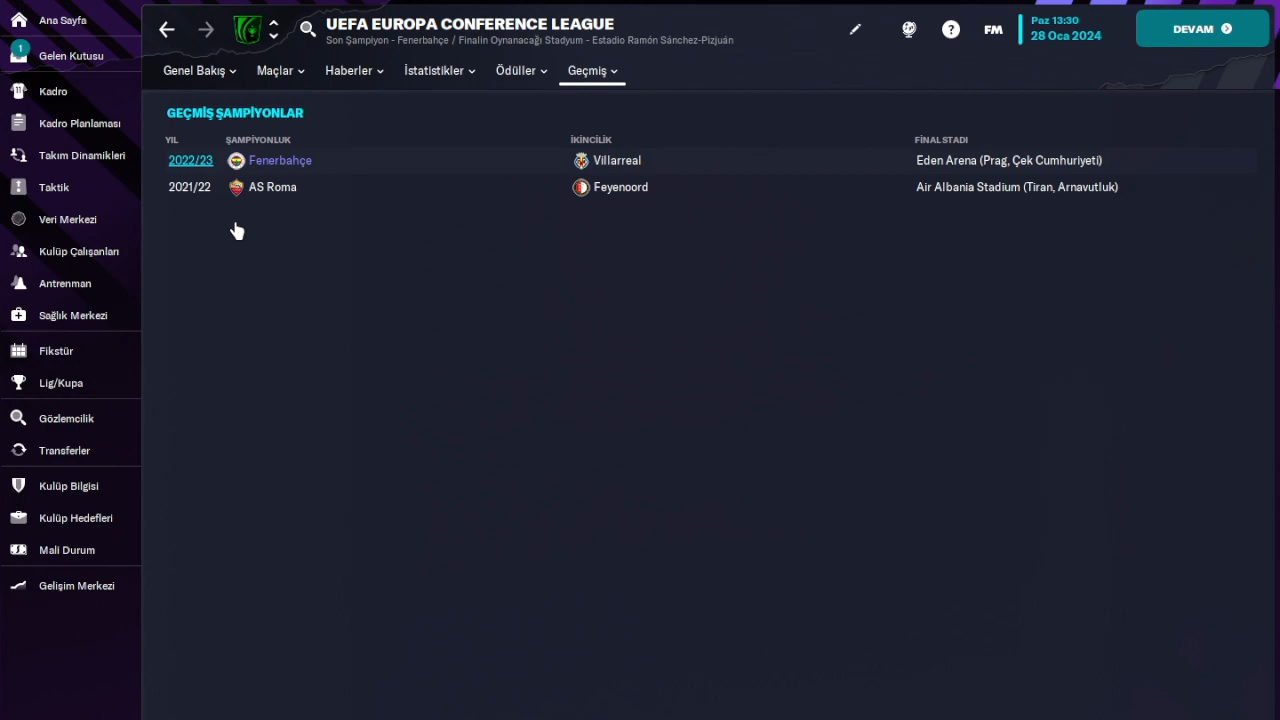 Ana Sayfa
1
Gelen Kutusu
Kadro
Kadro Planlaması
Takım Dinamikleri
Taktik
Veri Merkezi
Kulüp Çalışanları
Antrenman
Sağlık Merkezi
Fikstür
Lig/Kupa
Gözlemcilik
Transferler
Kulüp Bilgisi
Kulüp Hedefleri
Mali Durum
Gelişim Merkezi
UEFA EUROPA CONFERENCE LEAGUE
Son Şampiyon - Fenerbahçe / Finalin Oynanacağı Stadyum - Estadio Ramón Sánchez-Pizjuán
FM
Paz 13:30
28 Oca 2024
DEVAM
Genel Bakış Maçlar Haberler İstatistikler Ödüller Geçmiş
GEÇMİŞ ŞAMPİYONLAR
YIL ŞAMPİYONLUK İKİNCİLİK FİNAL STADI
2022/23 Fenerbahçe Villarreal Eden Arena (Prag, Çek Cumhuriyeti)
2021/22 AS Roma Feyenoord Air Albania Stadium (Tiran, Arnavutluk)